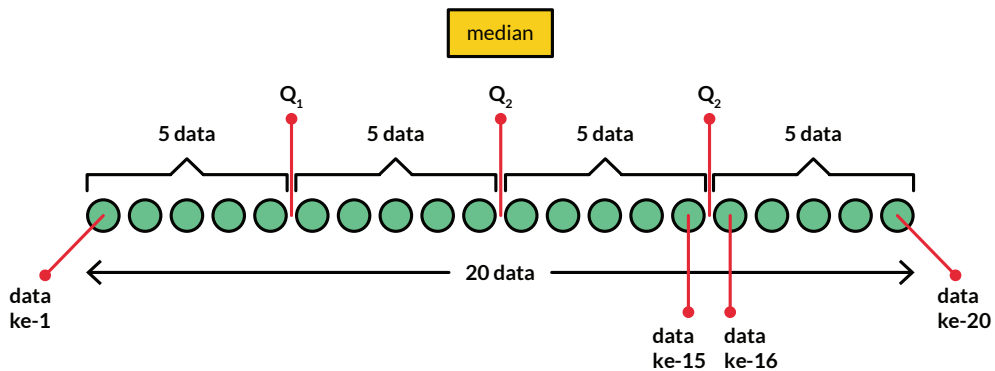 median
Q₁ Q₂ Q₂
5 data 5 data 5 data 5 data
20 data
data
ke-1
data
ke-15
data
ke-16
data
ke-20